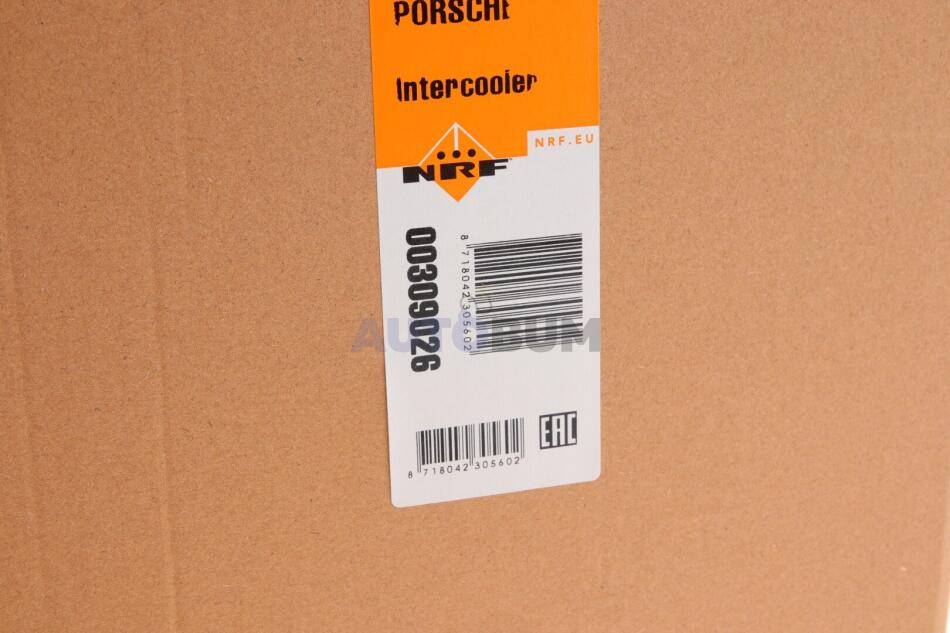 PORSCHE
Intercooler
NRF.EU
NRF
00309026
8 718042 305602
AUTOBUM
8 718042 305602
EAC